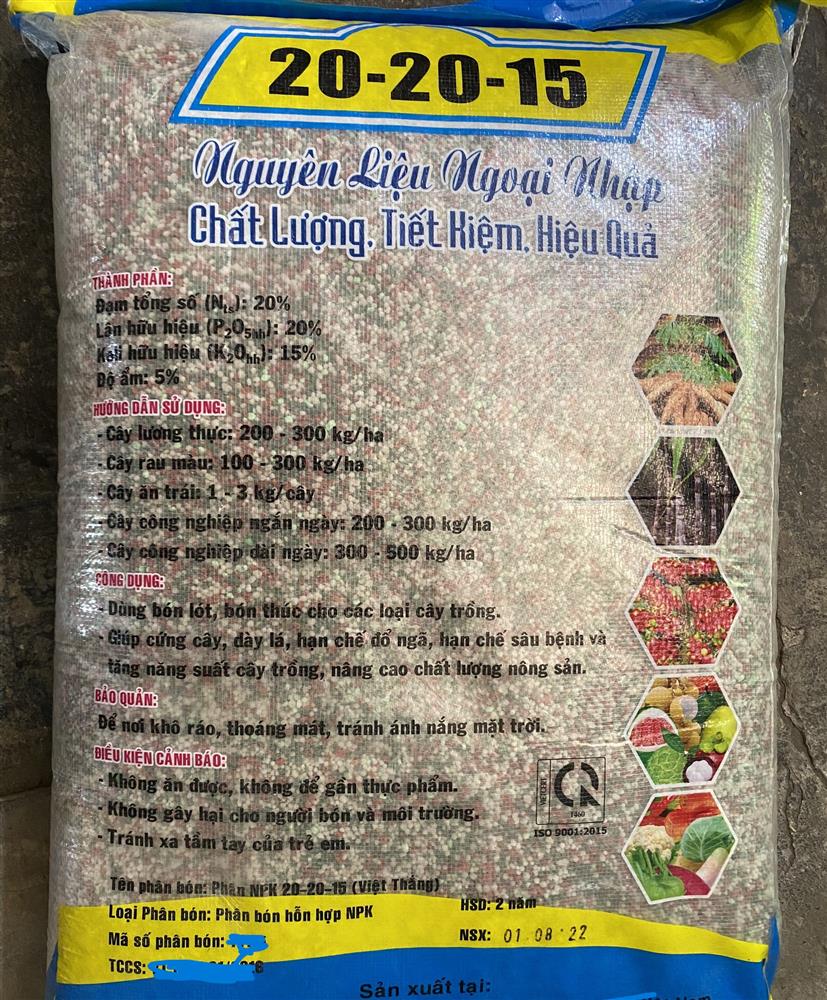 20-20-15
Nguyên Liệu Ngoại Nhập
Chất Lượng, Tiết Kiệm, Hiệu Quả
THÀNH PHẦN:
Đạm tổng số (Nts): 20%
Lân hữu hiệu (P2O5hh): 20%
Kali hữu hiệu (K2Ohh): 15%
Độ ẩm: 5%
HƯỚNG DẪN SỬ DỤNG:
- Cây lương thực: 200 - 300 kg/ha
- Cây rau màu: 100 - 300 kg/ha
- Cây ăn trái: 1 - 3 kg/cây
- Cây công nghiệp ngắn ngày: 200 - 300 kg/ha
- Cây công nghiệp dài ngày: 300 - 500 kg/ha
CÔNG DỤNG:
- Dùng bón lót, bón thúc cho các loại cây trồng.
- Giúp cứng cây, dày lá, hạn chế đổ ngã, hạn chế sâu bệnh và
tăng năng suất cây trồng, nâng cao chất lượng nông sản.
BẢO QUẢN:
Để nơi khô ráo, thoáng mát, tránh ánh nắng mặt trời.
ĐIỀU KIỆN CẢNH BÁO:
- Không ăn được, không để gần thực phẩm.
- Không gây hại cho người bón và môi trường.
- Tránh xa tầm tay của trẻ em.
VIETCERT
1460
ISO 9001:2015
Tên phân bón: Phân NPK 20-20-15 (Việt Thắng)
Loại Phân bón: Phân bón hỗn hợp NPK
HSD: 2 năm
Mã số phân bón:
NSX: 01 08 22
TCCS:
Sản xuất tại: